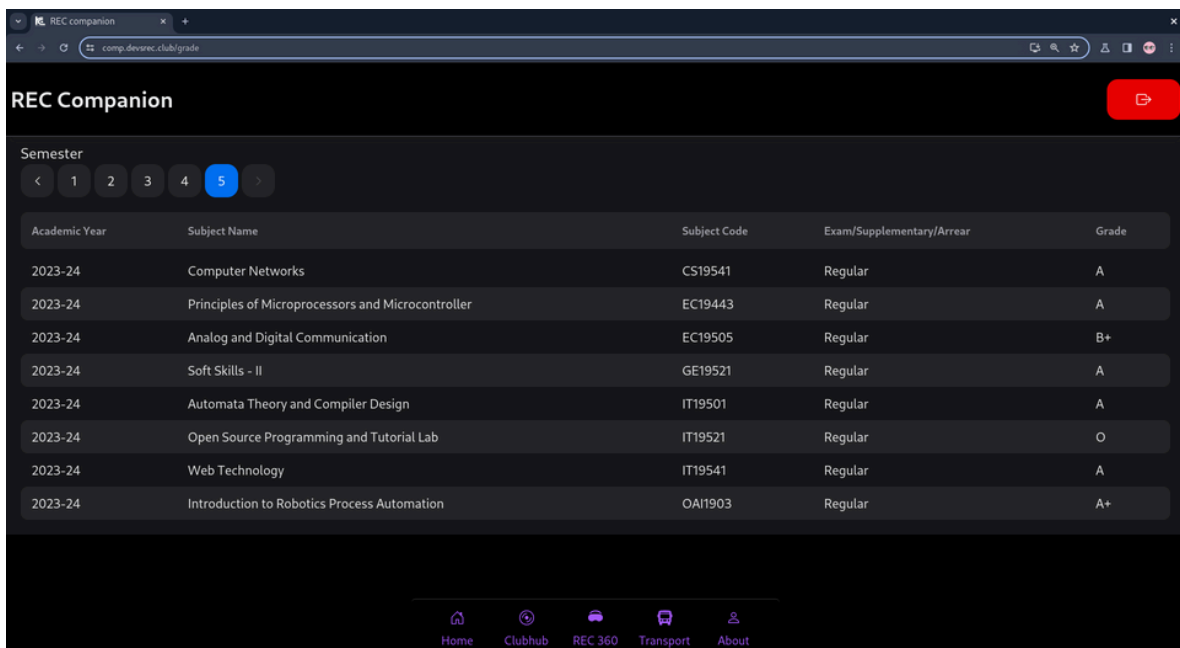 REC companion
comp.devsrec.club/grade
REC Companion
Semester
1 2 3 4 5
Academic Year Subject Name Subject Code Exam/Supplementary/Arrear Grade
2023-24 Computer Networks CS19541 Regular A
2023-24 Principles of Microprocessors and Microcontroller EC19443 Regular A
2023-24 Analog and Digital Communication EC19505 Regular B+
2023-24 Soft Skills - II GE19521 Regular A
2023-24 Automata Theory and Compiler Design IT19501 Regular A
2023-24 Open Source Programming and Tutorial Lab IT19521 Regular O
2023-24 Web Technology IT19541 Regular A
2023-24 Introduction to Robotics Process Automation OAI1903 Regular A+
Home Clubhub REC 360 Transport About